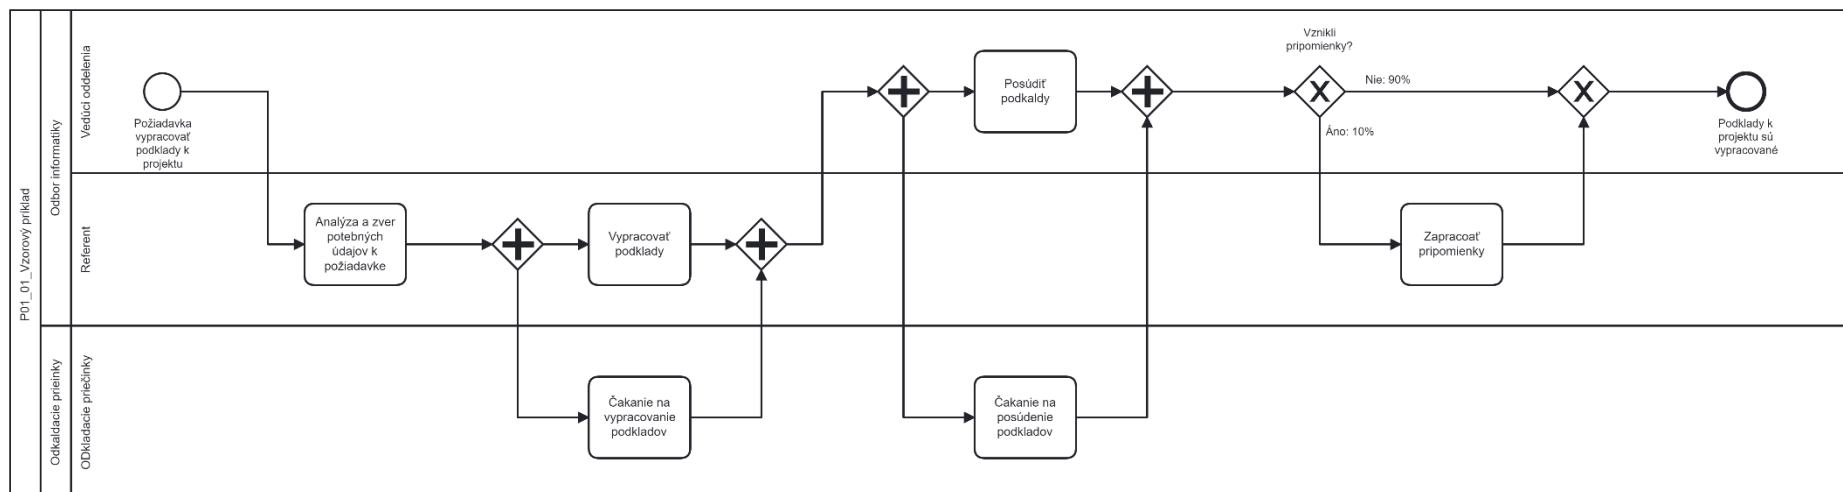 P01_01_Vzorový príklad
Odbor informatiky
Vedúci oddelenia
Požiadavka
vypracovať
podklady k
projektu
Posúdiť
podkaldy
Vznikli
pripomienky?
Nie: 90%
Áno: 10%
Podklady k
projektu sú
vypracované
Referent
Analýza a zver
potebných
údajov k
požiadavke
Vypracovať
podklady
Zapracoať
pripomienky
Odkaldacie prieinky
ODkladacie priečinky
Čakanie na
vypracovanie
podkladov
Čakanie na
posúdenie
podkladov